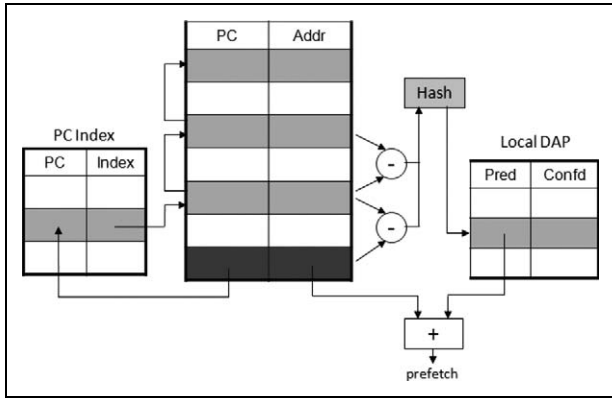 PC Addr
Hash
PC Index
Local DAP
PC Index
Pred Confd
-
-
+
prefetch